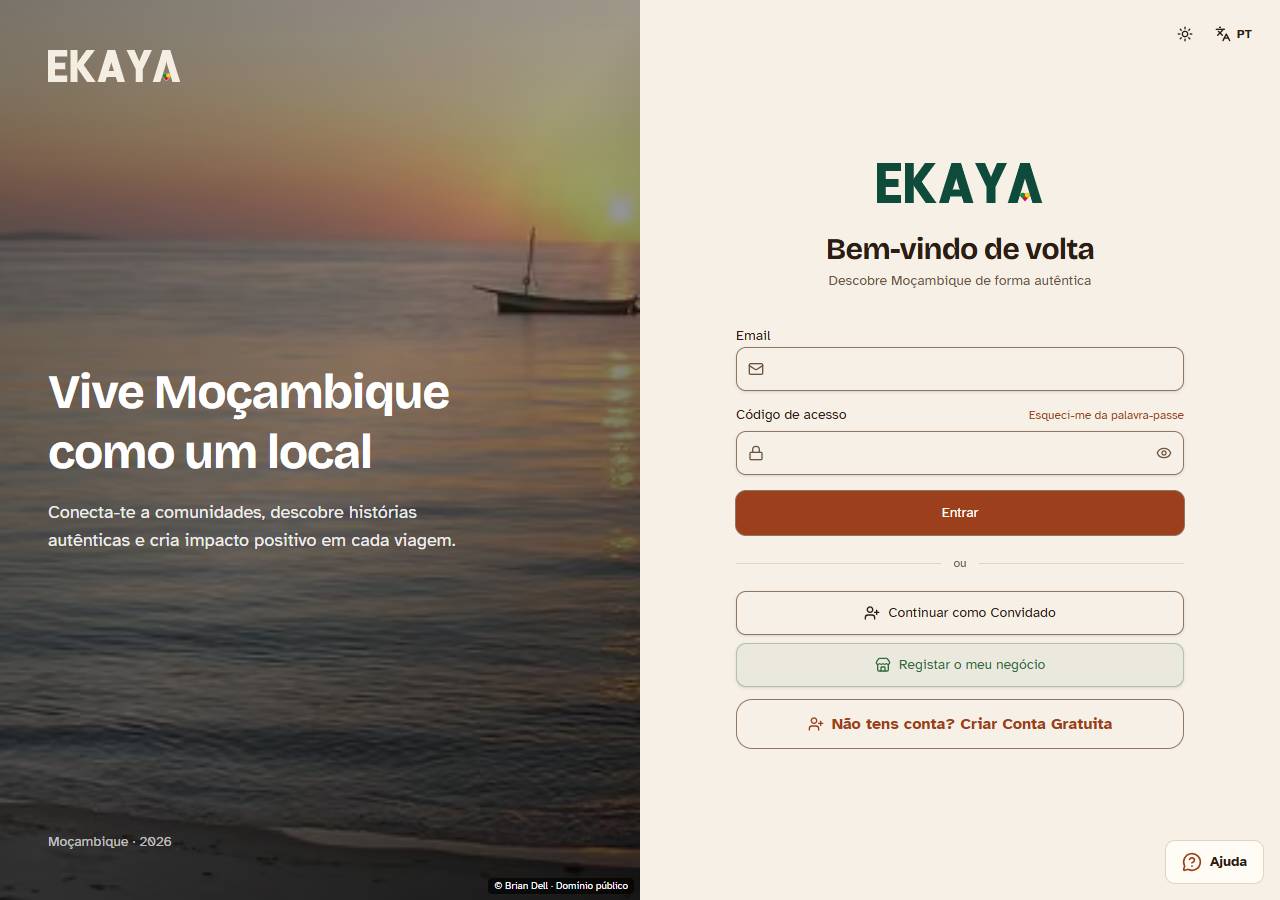 EKAYA
Vive Moçambique
como um local
Conecta-te a comunidades, descobre histórias
autênticas e cria impacto positivo em cada viagem.
Moçambique · 2026
© Brian Dell · Domínio público
PT
EKAYA
Bem-vindo de volta
Descobre Moçambique de forma autêntica
Email
Código de acesso
Esqueci-me da palavra-passe
Entrar
ou
Continuar como Convidado
Registar o meu negócio
Não tens conta? Criar Conta Gratuita
Ajuda